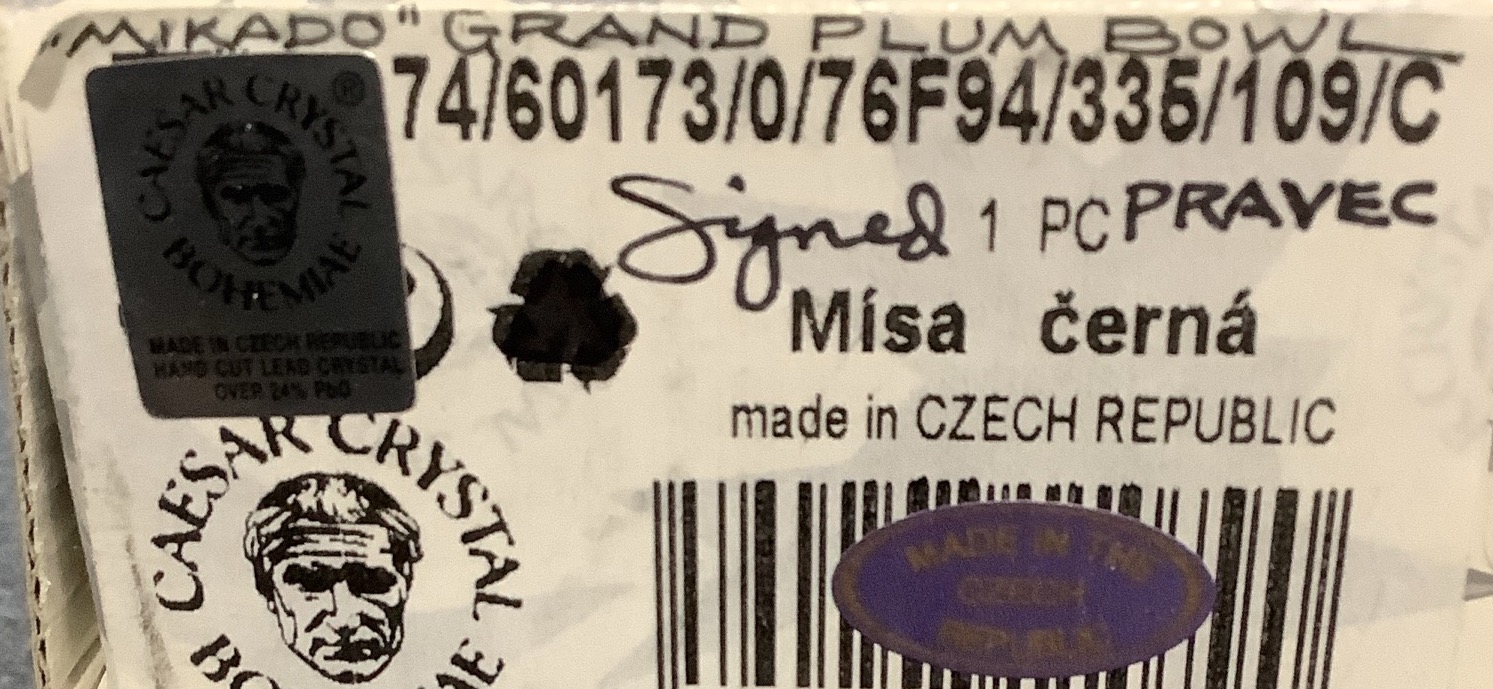 "MIKADO" GRAND PLUM BOWL
74/60173/0/76F94/335/109/C
CAESAR CRYSTAL BOHEMIAE ®
MADE IN CZECH REPUBLIC
HAND CUT LEAD CRYSTAL
OVER 24% PbO
Signed 1 PC PRAVEC
Mísa černá
made in CZECH REPUBLIC
CAESAR CRYSTAL
MADE IN THE
CZECH
REPUBLIC